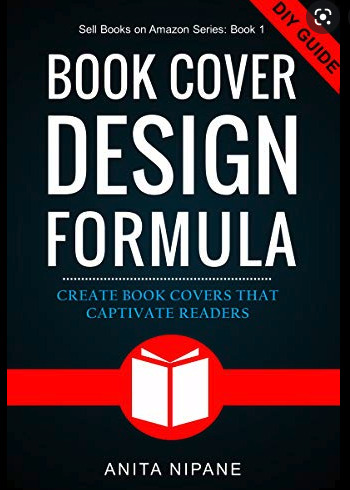 Sell Books on Amazon Series: Book 1
DIY GUIDE
BOOK COVER
DESIGN
FORMULA
CREATE BOOK COVERS THAT
CAPTIVATE READERS
ANITA NIPANE